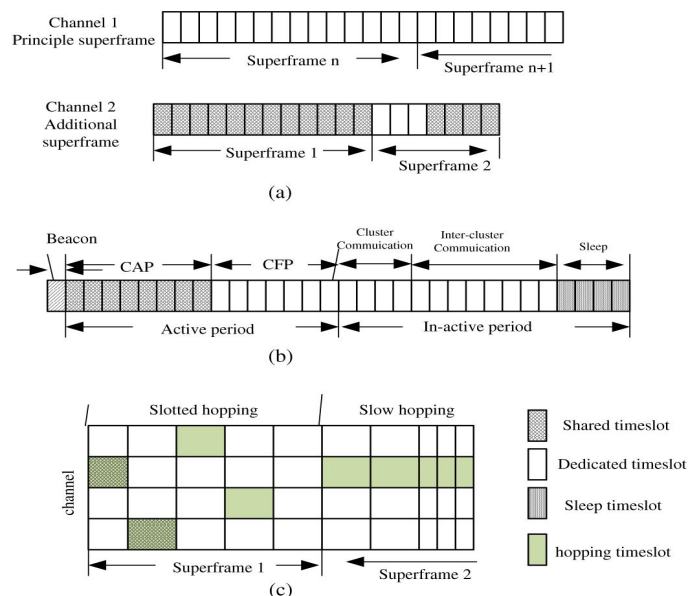 Channel 1
Principle superframe
Superframe n
Superframe n+1
Channel 2
Additional
superframe
Superframe 1
Superframe 2
(a)
Beacon
CAP
CFP
Cluster
Commuication
Inter-cluster
Commuication
Sleep
Active period
In-active period
(b)
Slotted hopping
Slow hopping
channel
Superframe 1
Superframe 2
(c)
Shared timeslot
Dedicated timeslot
Sleep timeslot
hopping timeslot